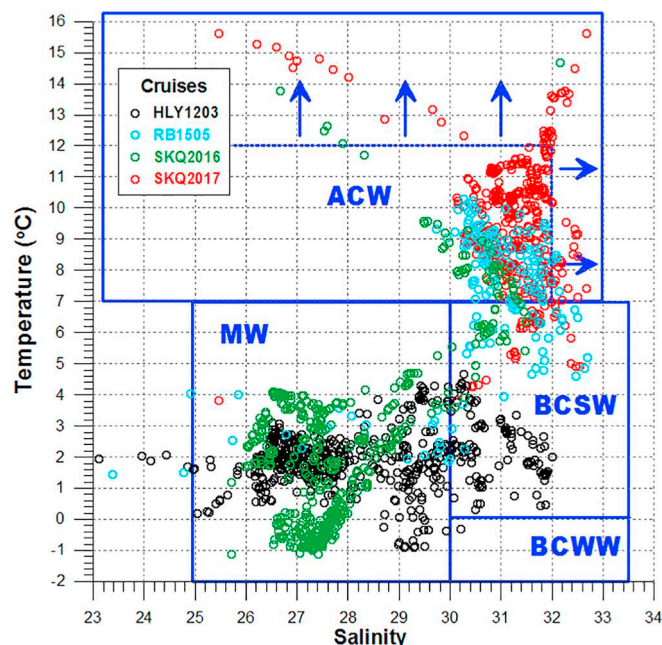 16
15
14
13
12
11
10
9
8
7
6
5
4
3
2
1
0
-1
-2
Temperature (°C)
Cruises
HLY1203
RB1505
SKQ2016
SKQ2017
ACW
MW
BCSW
BCWW
23 24 25 26 27 28 29 30 31 32 33 34
Salinity